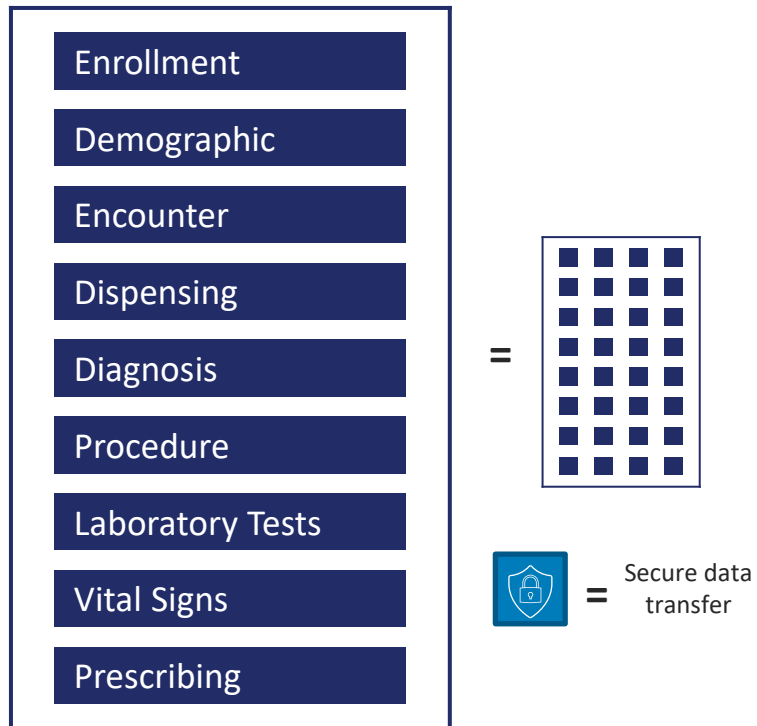 Enrollment
Demographic
Encounter
Dispensing
Diagnosis
Procedure
Laboratory Tests
Vital Signs
Prescribing
=
= Secure data
transfer